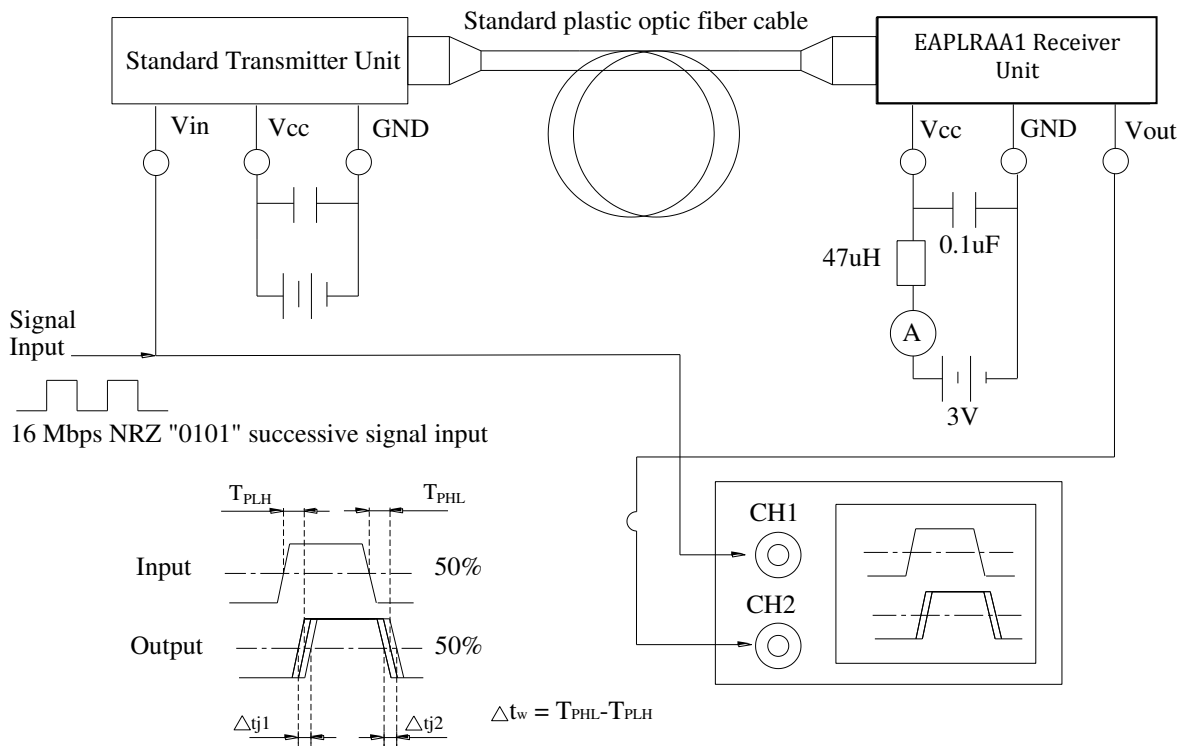 Standard plastic optic fiber cable
Standard Transmitter Unit
EAPLRAA1 Receiver
Unit
Vin
Vcc
GND
Vcc
GND
Vout
0.1uF
47uH
A
3V
Signal
Input
16 Mbps NRZ "0101" successive signal input
TPLH
TPHL
Input
50%
Output
50%
△tj1
△tj2
△tw = TPHL-TPLH
CH1
CH2